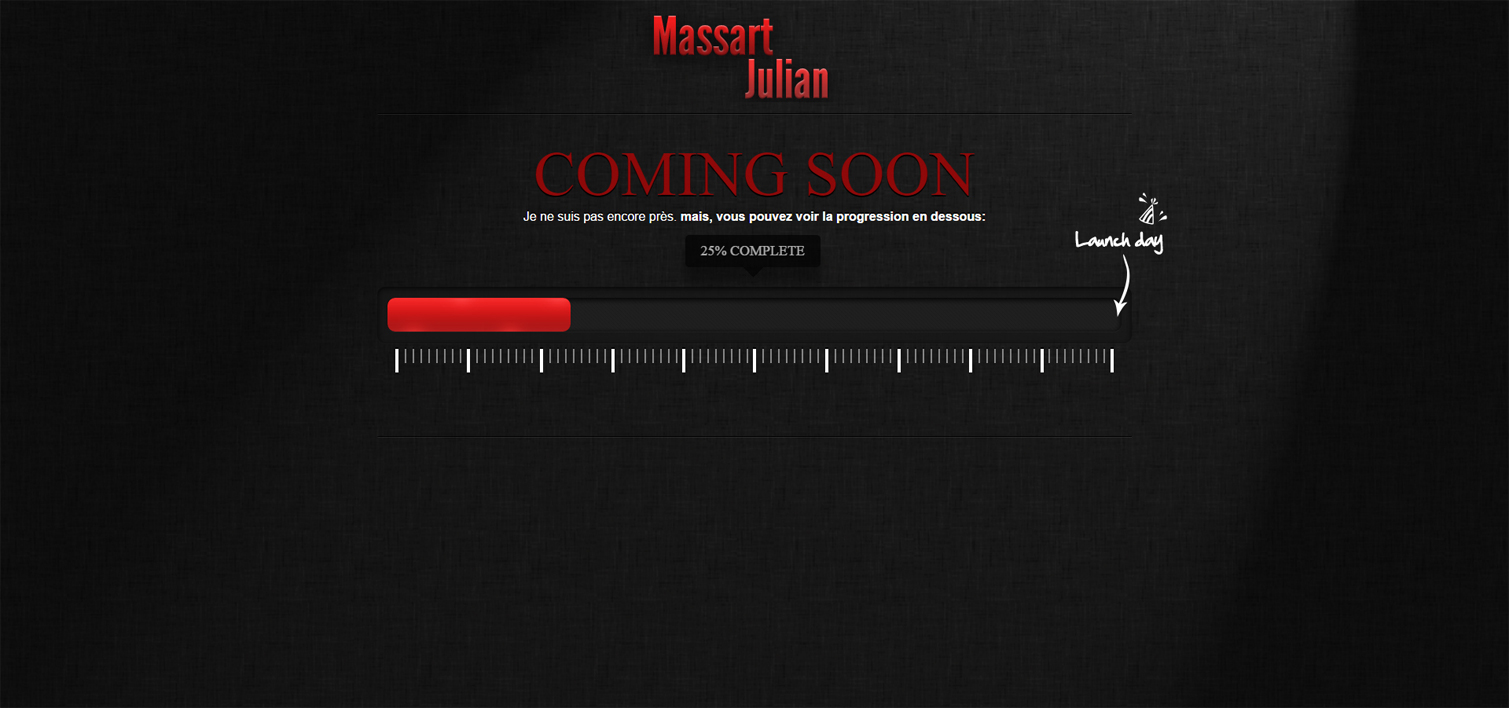 Massart
Julian
COMING SOON
Je ne suis pas encore près. mais, vous pouvez voir la progression en dessous:
25% COMPLETE
Launch day